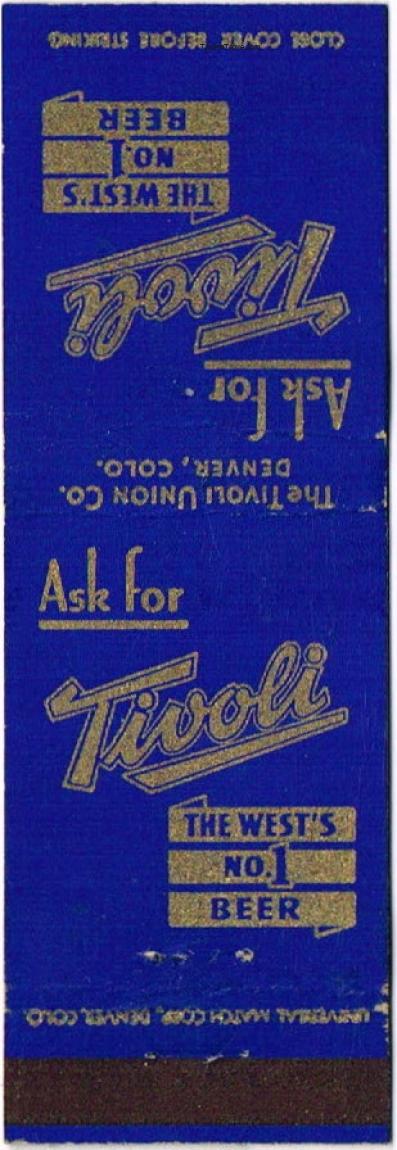 CLOSE COVER BEFORE STRIKING
Ask for
Tivoli
THE WEST'S
NO. 1
BEER
The Tivoli Union Co.
DENVER, COLO.
Ask for
Tivoli
THE WEST'S
NO. 1
BEER
UNIVERSAL MATCH CORP., DENVER, COLO.